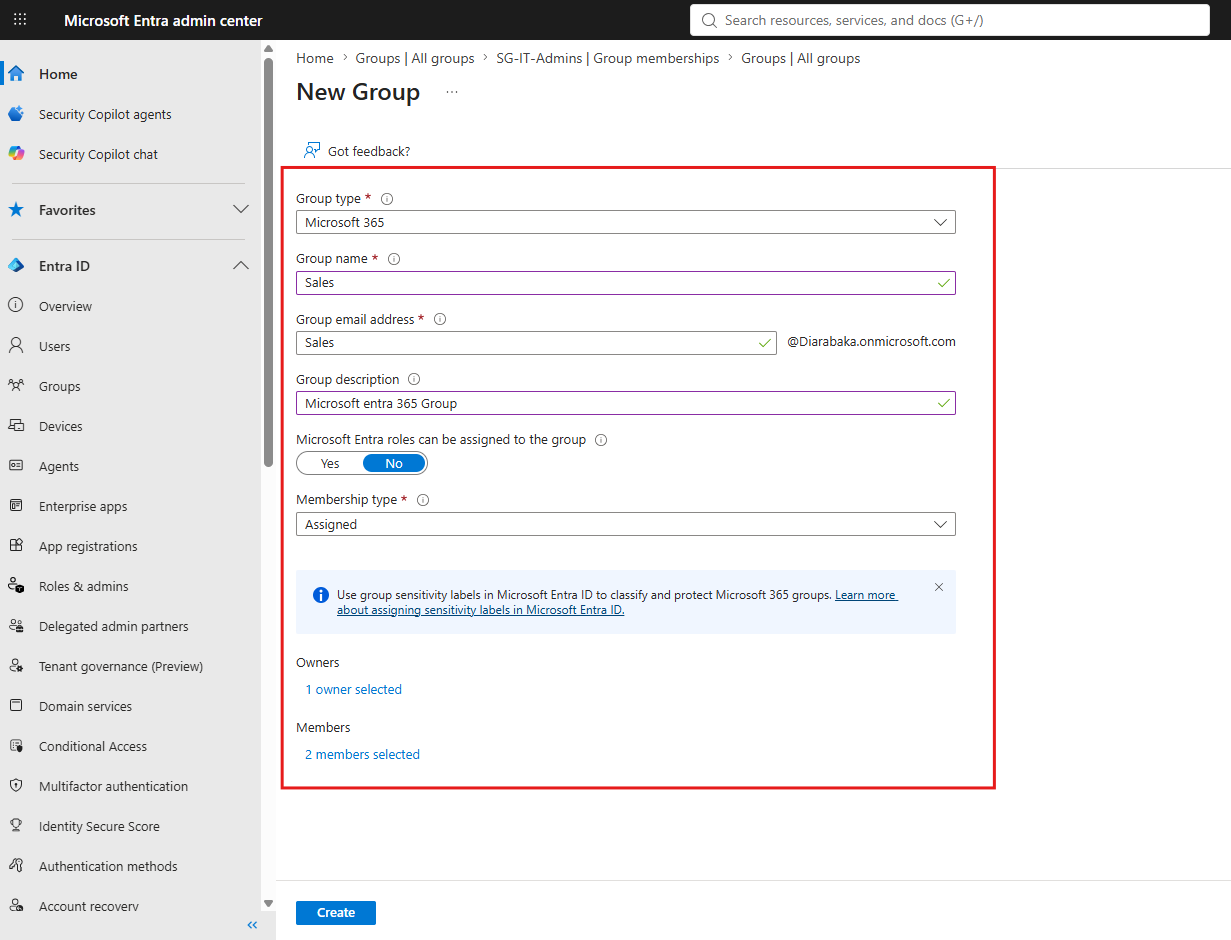 Microsoft Entra admin center
Search resources, services, and docs (G+/)
Home
Security Copilot agents
Security Copilot chat
Favorites
Entra ID
Overview
Users
Groups
Devices
Agents
Enterprise apps
App registrations
Roles & admins
Delegated admin partners
Tenant governance (Preview)
Domain services
Conditional Access
Multifactor authentication
Identity Secure Score
Authentication methods
Account recovery
Home > Groups | All groups > SG-IT-Admins | Group memberships > Groups | All groups
New Group ...
Got feedback?
Group type *
Microsoft 365
Group name *
Sales
Group email address *
Sales @Diarabaka.onmicrosoft.com
Group description
Microsoft entra 365 Group
Microsoft Entra roles can be assigned to the group
Yes No
Membership type *
Assigned
Use group sensitivity labels in Microsoft Entra ID to classify and protect Microsoft 365 groups. Learn more
about assigning sensitivity labels in Microsoft Entra ID.
Owners
1 owner selected
Members
2 members selected
Create